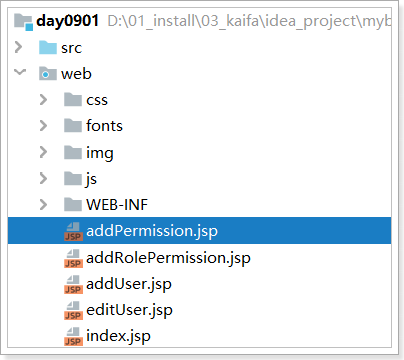 day0901 D:\01_install\03_kaifa\idea_project\myb
src
web
css
fonts
img
js
WEB-INF
JSP addPermission.jsp
JSP addRolePermission.jsp
JSP addUser.jsp
JSP editUser.jsp
JSP index.jsp